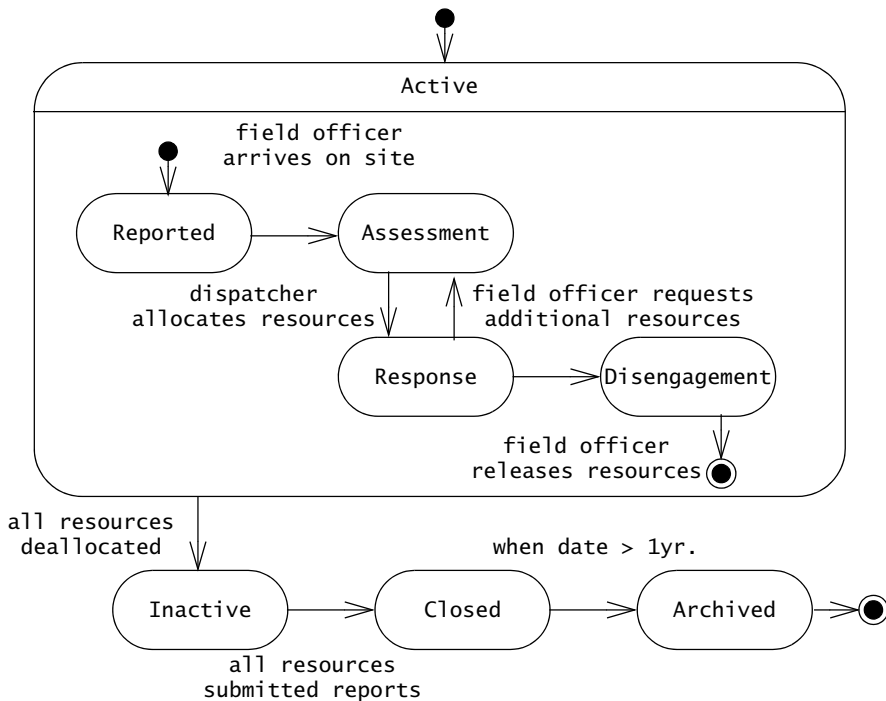 Active
field officer
arrives on site
Reported
Assessment
dispatcher
allocates resources
field officer requests
additional resources
Response
Disengagement
field officer
releases resources
all resources
deallocated
when date > 1yr.
Inactive
Closed
Archived
all resources
submitted reports